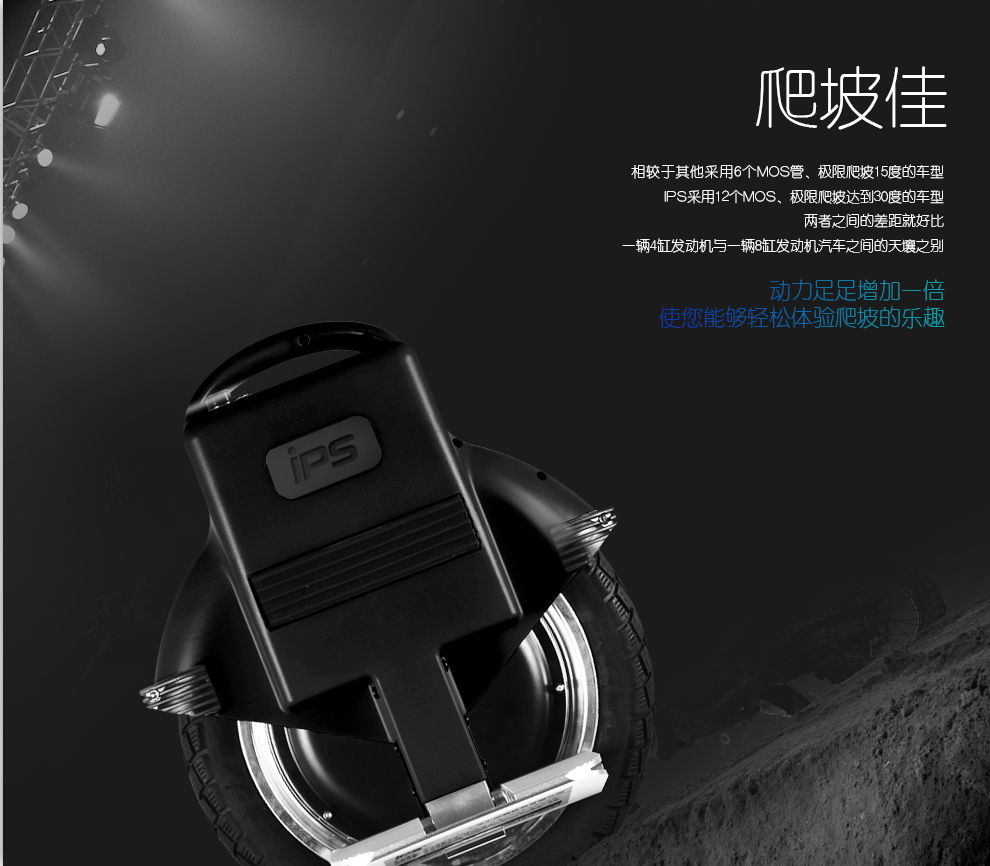 爬坡佳
相较于其他采用6个MOS管、极限爬坡15度的车型
IPS采用12个MOS、极限爬坡达到30度的车型
两者之间的差距就好比
一辆4缸发动机与一辆8缸发动机汽车之间的天壤之别
动力足足增加一倍
使您能够轻松体验爬坡的乐趣
iPS